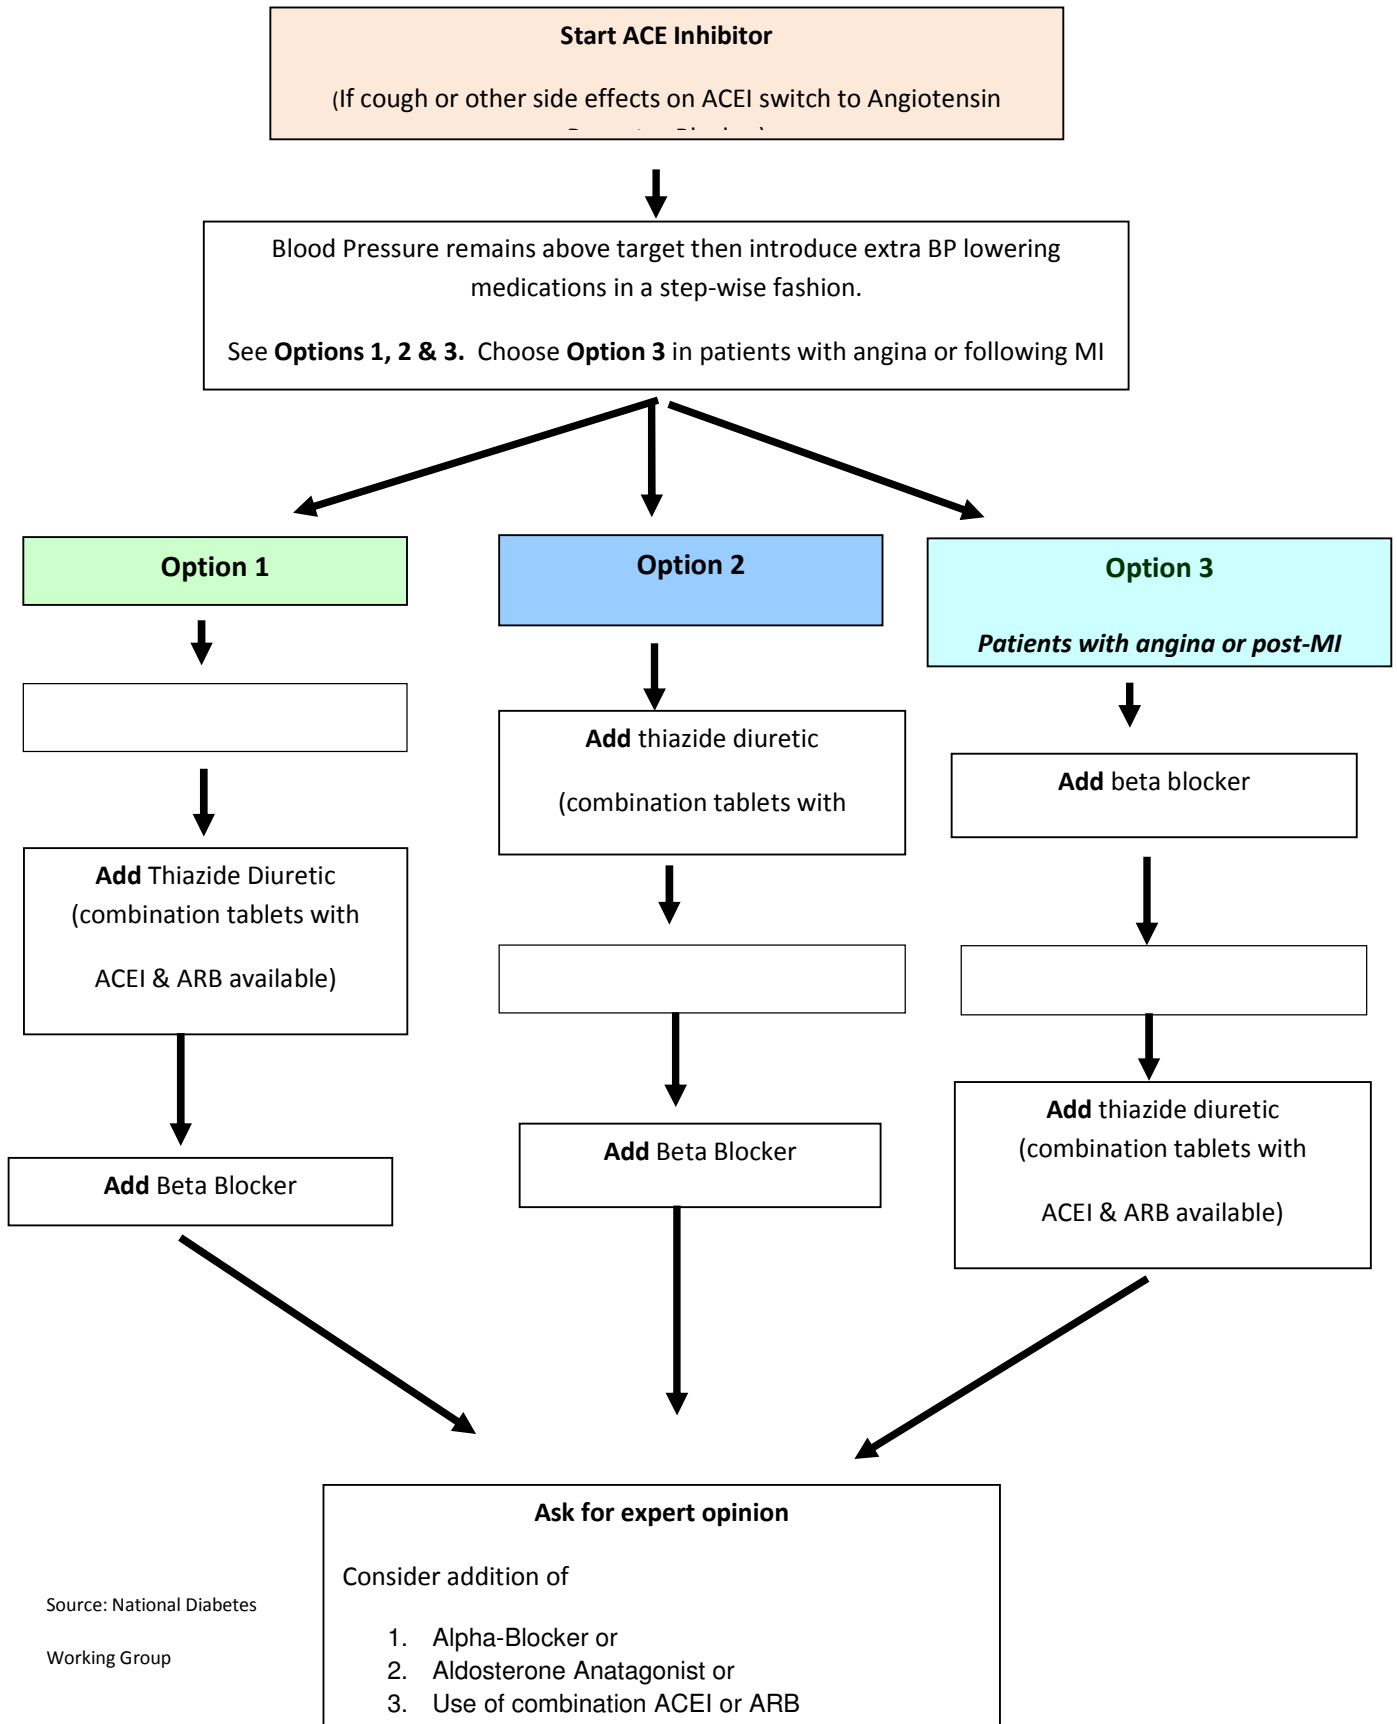 Start ACE Inhibitor
(If cough or other side effects on ACEI switch to Angiotensin
Blood Pressure remains above target then introduce extra BP lowering
medications in a step-wise fashion.
See Options 1, 2 & 3. Choose Option 3 in patients with angina or following MI
Option 1
Option 2
Option 3
Patients with angina or post-MI
Add thiazide diuretic
(combination tablets with
Add beta blocker
Add Thiazide Diuretic
(combination tablets with
ACEI & ARB available)
Add thiazide diuretic
(combination tablets with
ACEI & ARB available)
Add Beta Blocker
Add Beta Blocker
Ask for expert opinion
Consider addition of
1. Alpha-Blocker or
2. Aldosterone Anatagonist or
3. Use of combination ACEI or ARB
Source: National Diabetes
Working Group